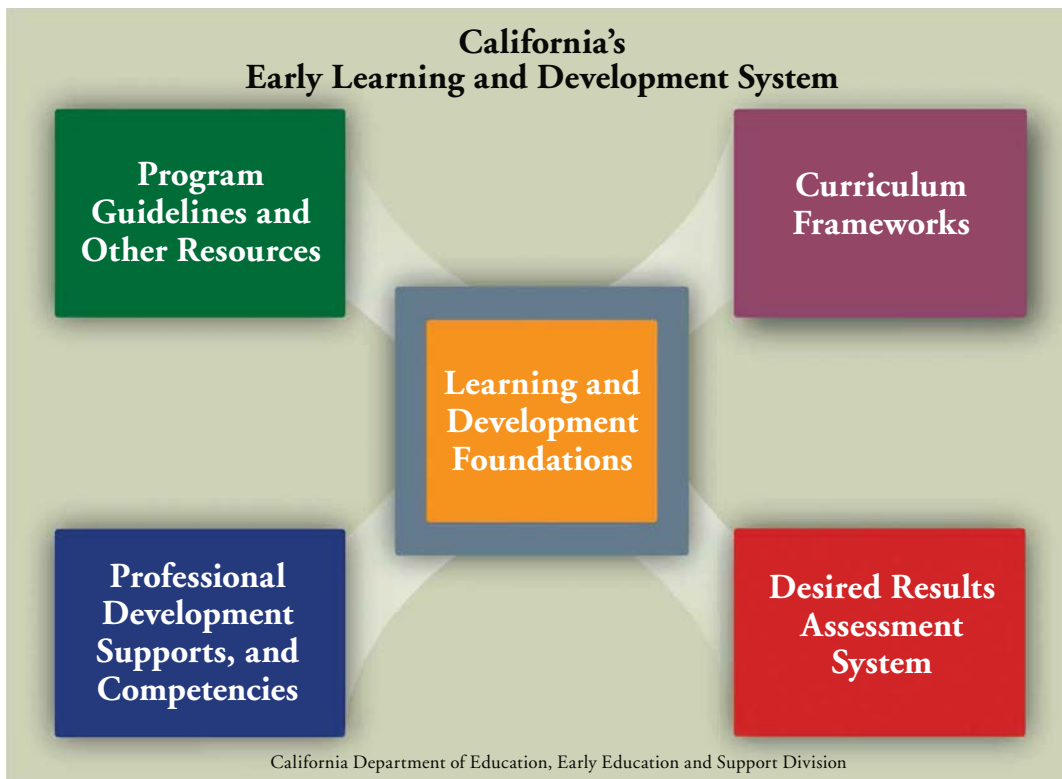 California’s
Early Learning and Development System
Program
Guidelines and
Other Resources
Curriculum
Frameworks
Learning and
Development
Foundations
Professional
Development
Supports, and
Competencies
Desired Results
Assessment
System
California Department of Education, Early Education and Support Division